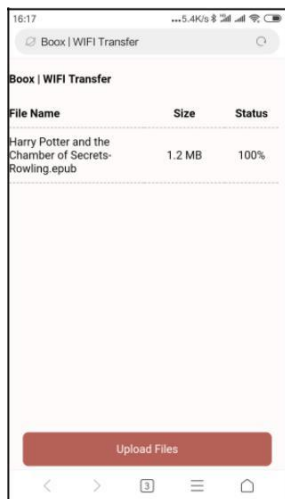 16:17 ...5.4K/s
Boox | WIFI Transfer
Boox | WIFI Transfer
File Name Size Status
Harry Potter and the
Chamber of Secrets- 1.2 MB 100%
Rowling.epub
Upload Files
3